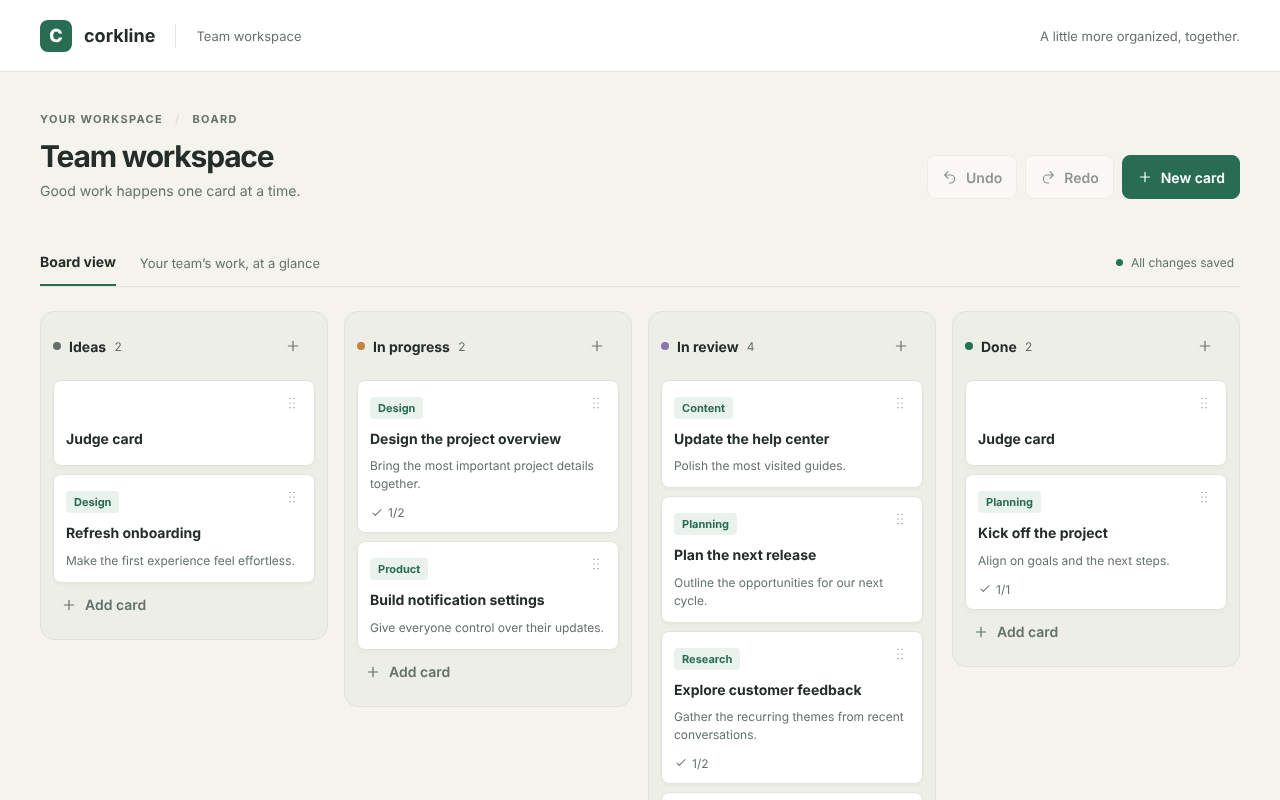 C corkline Team workspace A little more organized, together.
YOUR WORKSPACE / BOARD
Team workspace
Good work happens one card at a time.
Undo Redo + New card
Board view Your team’s work, at a glance All changes saved
Ideas 2
Judge card
Design
Refresh onboarding
Make the first experience feel effortless.
+ Add card
In progress 2
Design
Design the project overview
Bring the most important project details
together.
1/2
Product
Build notification settings
Give everyone control over their updates.
+ Add card
In review 4
Content
Update the help center
Polish the most visited guides.
Planning
Plan the next release
Outline the opportunities for our next
cycle.
Research
Explore customer feedback
Gather the recurring themes from recent
conversations.
1/2
Done 2
Judge card
Planning
Kick off the project
Align on goals and the next steps.
1/1
+ Add card